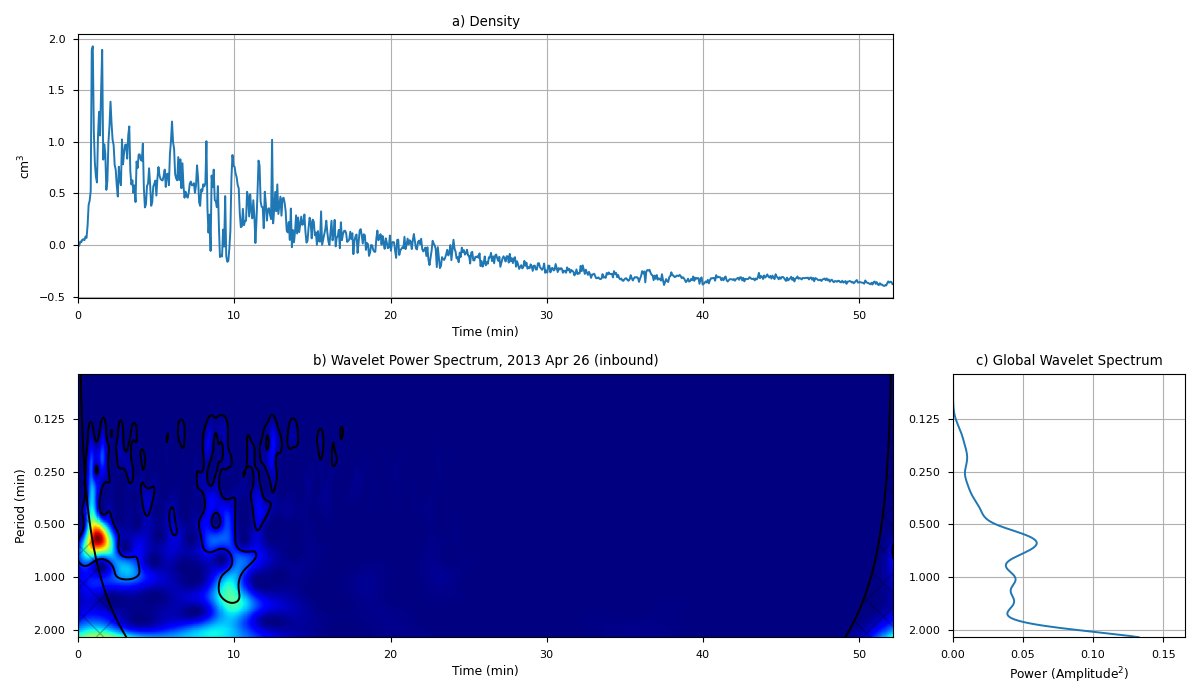 a) Density
2.0
1.5
1.0
0.5
0.0
−0.5
cm³
0 10 20 30 40 50
Time (min)
b) Wavelet Power Spectrum, 2013 Apr 26 (inbound)
0.125
0.250
0.500
1.000
2.000
Period (min)
0 10 20 30 40 50
Time (min)
c) Global Wavelet Spectrum
0.125
0.250
0.500
1.000
2.000
0.00 0.05 0.10 0.15
Power (Amplitude²)